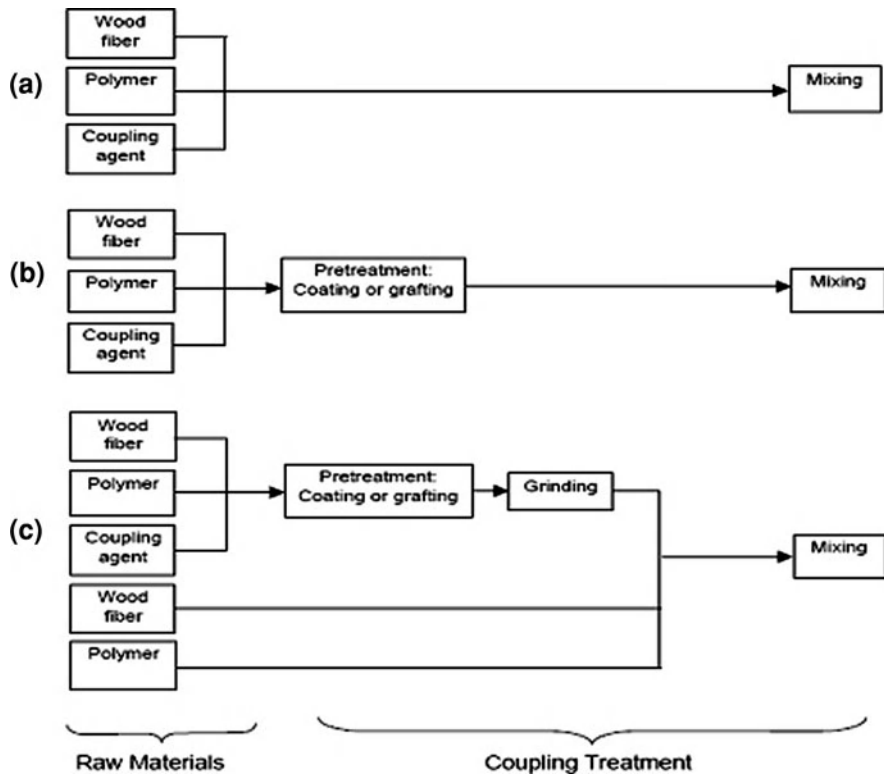 (a)
Wood
fiber
Polymer
Coupling
agent
Mixing
(b)
Wood
fiber
Polymer
Coupling
agent
Pretreatment:
Coating or grafting
Mixing
(c)
Wood
fiber
Polymer
Coupling
agent
Wood
fiber
Polymer
Pretreatment:
Coating or grafting
Grinding
Mixing
Raw Materials
Coupling Treatment